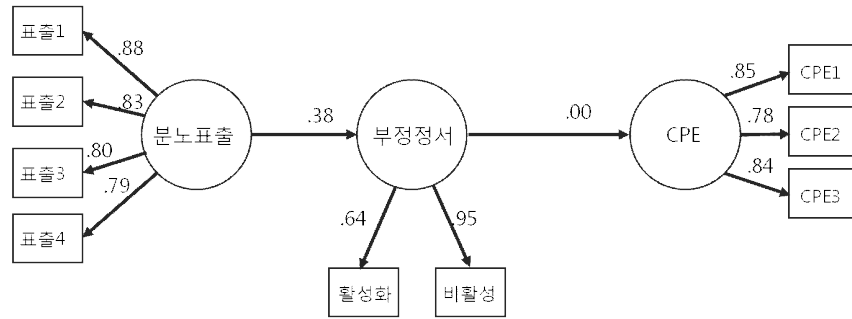 표출1
표출2
표출3
표출4
.88
.83
.80
.79
분노표출
.38
부정정서
.64
.95
활성화
비활성
.00
CPE
.85
.78
.84
CPE1
CPE2
CPE3